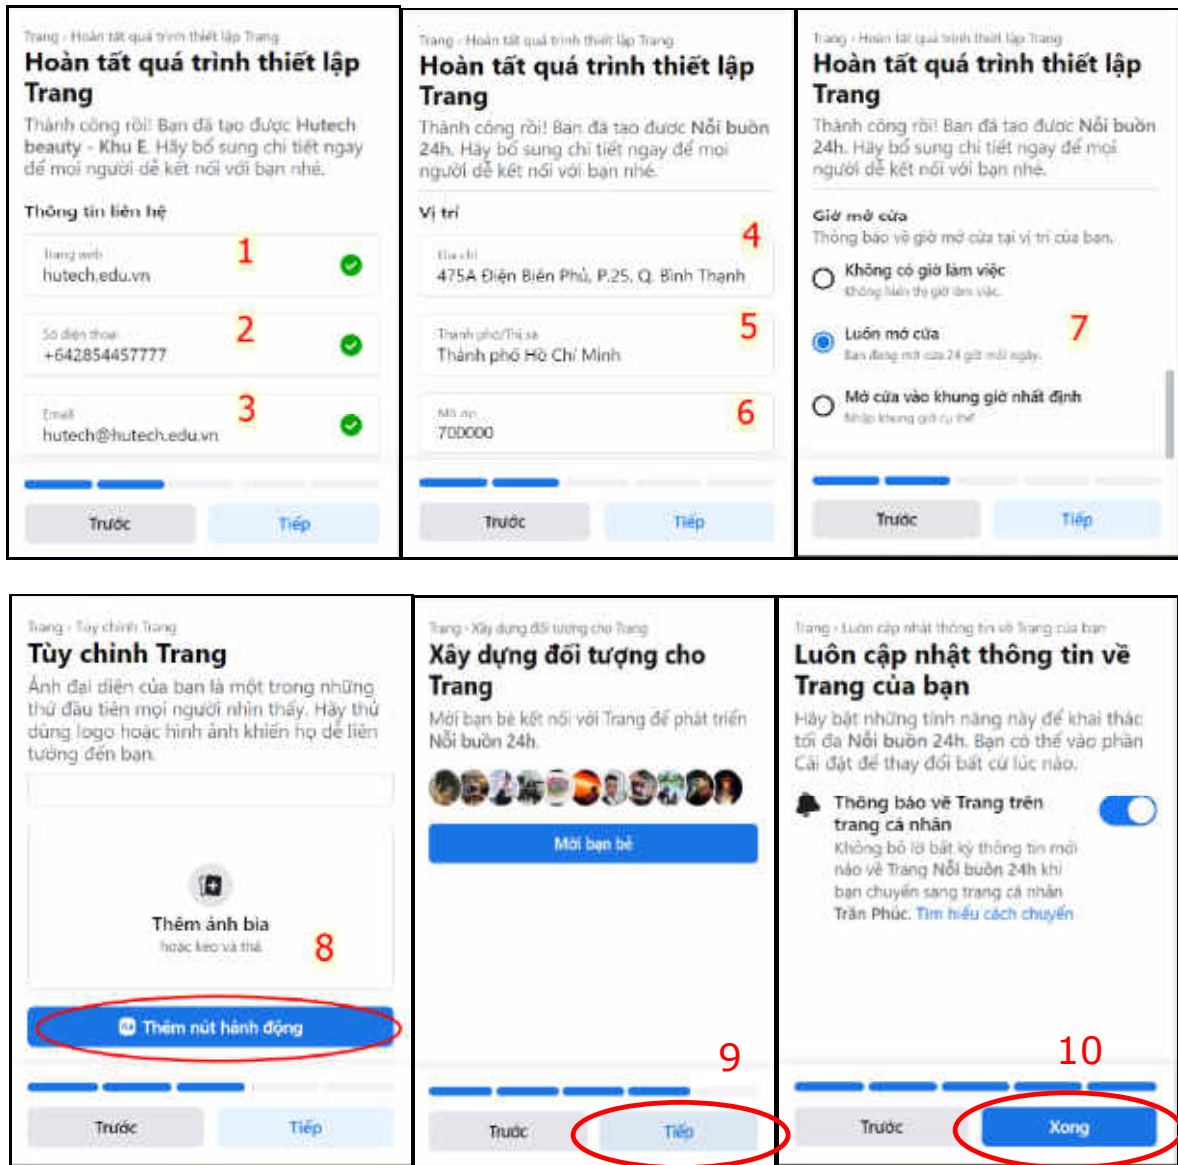 Trang › Hoàn tất quá trình thiết lập Trang
Hoàn tất quá trình thiết lập
Trang
Thành công rồi! Bạn đã tạo được Hutech
beauty - Khu E. Hãy bổ sung chi tiết ngay
để mọi người dễ kết nối với bạn nhé.
Thông tin liên hệ
Trang web
hutech.edu.vn
1
Số điện thoại
+642854457777
2
Email
hutech@hutech.edu.vn
3
Trước
Tiếp
Trang › Hoàn tất quá trình thiết lập Trang
Hoàn tất quá trình thiết lập
Trang
Thành công rồi! Bạn đã tạo được Nỗi buồn
24h. Hãy bổ sung chi tiết ngay để mọi
người dễ kết nối với bạn nhé.
Vị trí
4
Địa chỉ
475A Điện Biên Phủ, P.25, Q. Bình Thạnh
5
Thành phố/Thị xã
Thành phố Hồ Chí Minh
6
Mã zip
700000
Trước
Tiếp
Trang › Hoàn tất quá trình thiết lập Trang
Hoàn tất quá trình thiết lập
Trang
Thành công rồi! Bạn đã tạo được Nỗi buồn
24h. Hãy bổ sung chi tiết ngay để mọi
người dễ kết nối với bạn nhé.
Giờ mở cửa
Thông báo về giờ mở cửa tại vị trí của bạn.
Không có giờ làm việc
Không hiển thị giờ làm việc.
Luôn mở cửa
Bạn đang mở cửa 24 giờ mỗi ngày.
7
Mở cửa vào khung giờ nhất định
Nhập khung giờ cụ thể
Trước
Tiếp
Trang › Tùy chỉnh Trang
Tùy chỉnh Trang
Ảnh đại diện của bạn là một trong những
thứ đầu tiên mọi người nhìn thấy. Hãy thử
dùng logo hoặc hình ảnh khiến họ dễ liên
tưởng đến bạn.
Thêm ảnh bìa
hoặc kéo và thả
8
Thêm nút hành động
Trước
Tiếp
Trang › Xây dựng đối tượng cho Trang
Xây dựng đối tượng cho
Trang
Mời bạn bè kết nối với Trang để phát triển
Nỗi buồn 24h.
Mời bạn bè
9
Trước
Tiếp
Trang › Luôn cập nhật thông tin về Trang của bạn
Luôn cập nhật thông tin về
Trang của bạn
Hãy bật những tính năng này để khai thác
tối đa Nỗi buồn 24h. Bạn có thể vào phần
Cài đặt để thay đổi bất cứ lúc nào.
Thông báo về Trang trên
trang cá nhân
Không bỏ lỡ bất kỳ thông tin mới
nào về Trang Nỗi buồn 24h khi
bạn chuyển sang trang cá nhân
Trần Phúc. Tìm hiểu cách chuyển
10
Trước
Xong